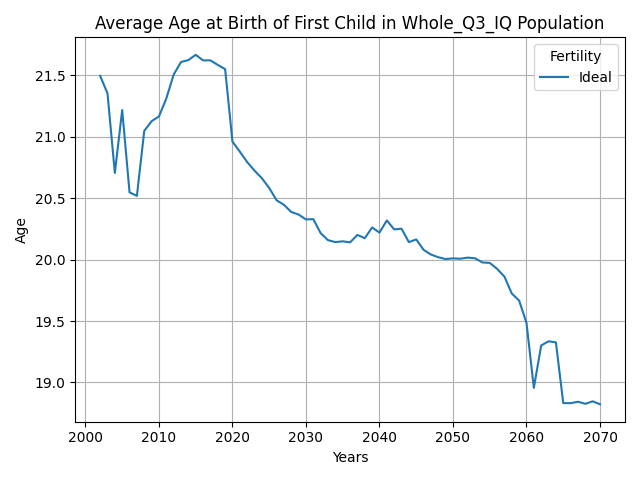 Average Age at Birth of First Child in Whole_Q3_IQ Population
Fertility
Ideal
Age
21.5
21.0
20.5
20.0
19.5
19.0
2000 2010 2020 2030 2040 2050 2060 2070
Years